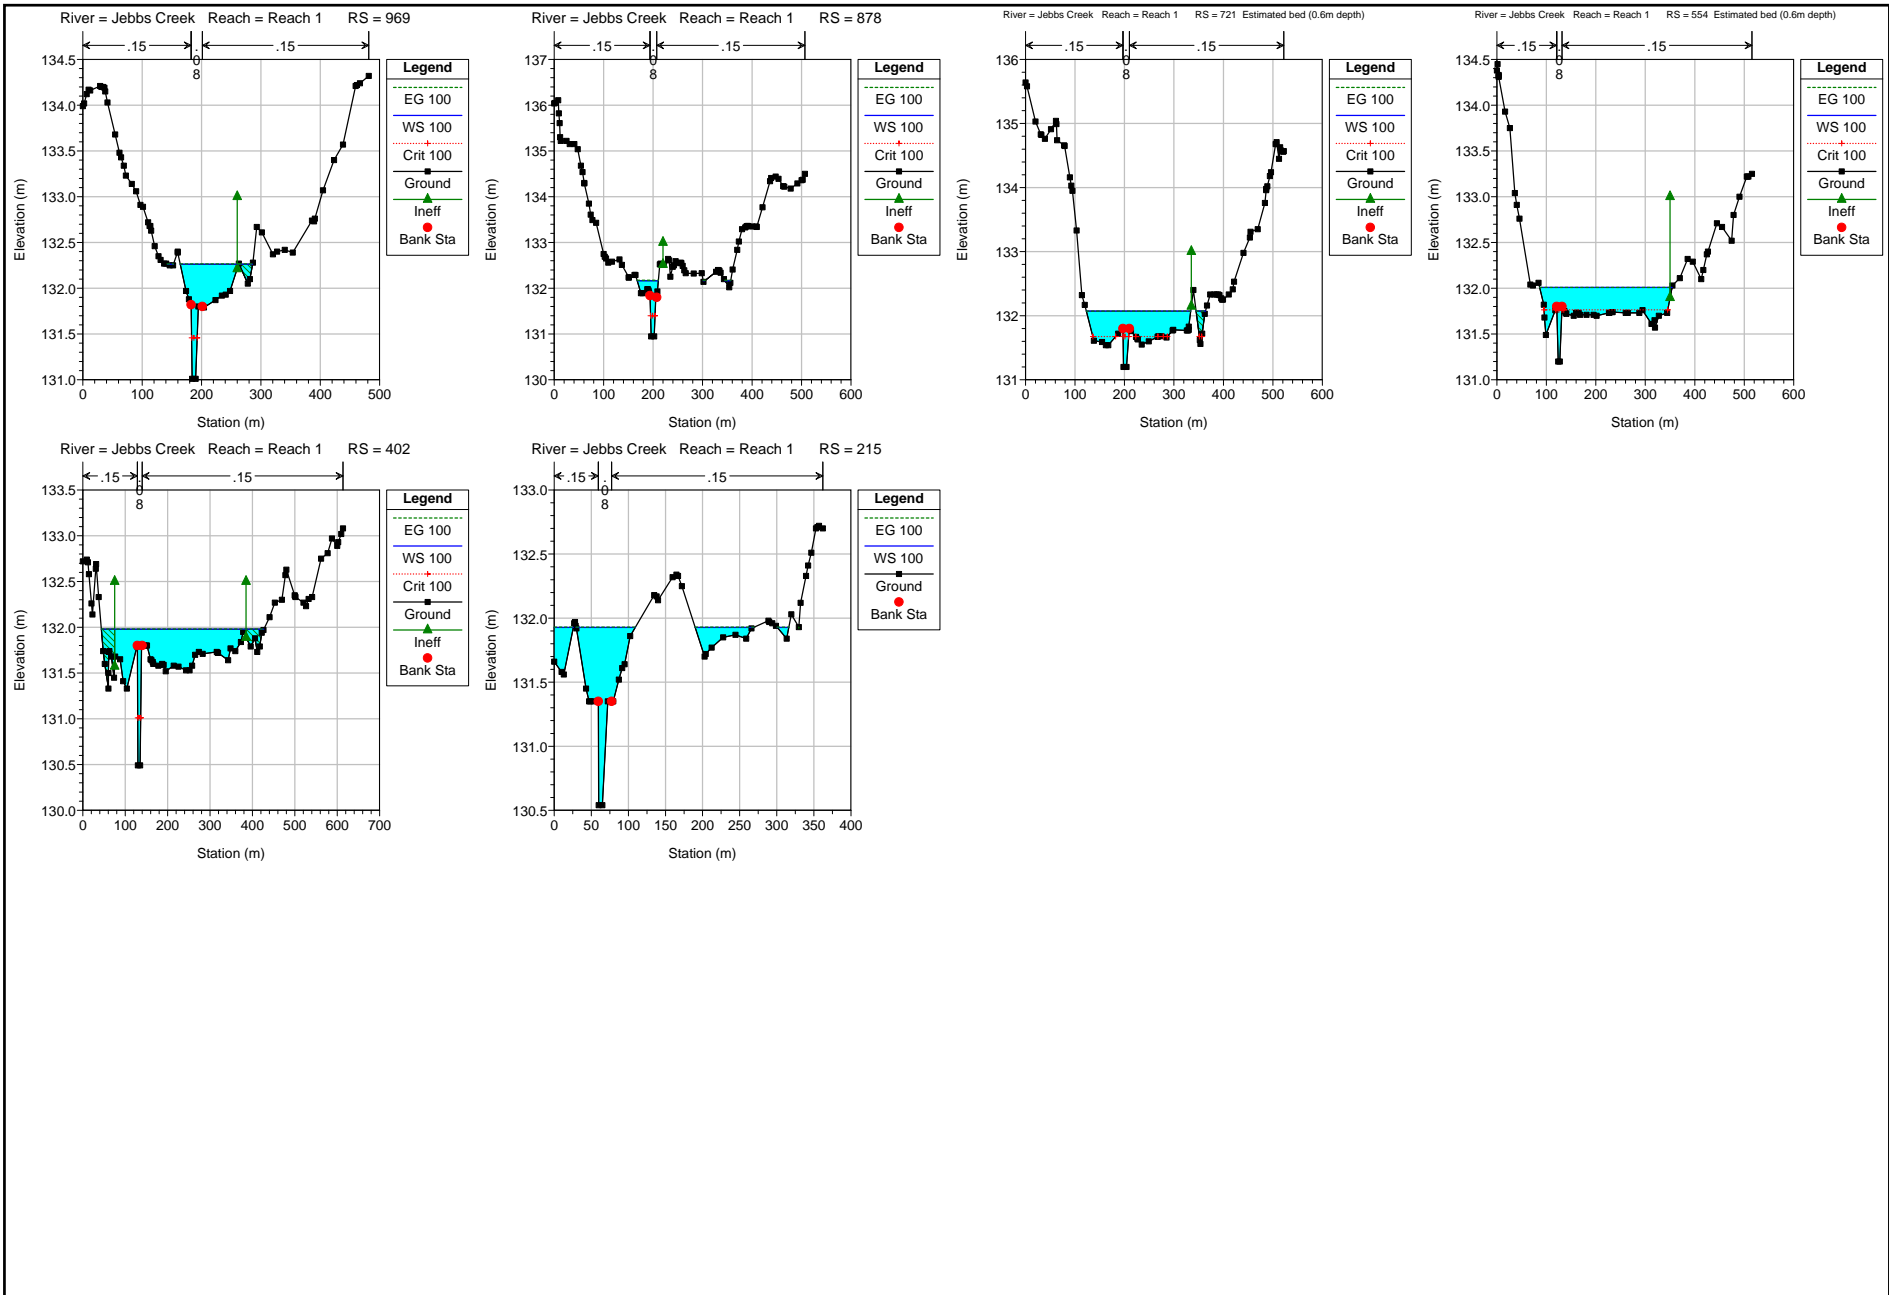 River = Jebbs Creek Reach = Reach 1 RS = 969
.15 .08 .15
134.5
134.0
133.5
133.0
132.5
132.0
131.5
131.0
0 100 200 300 400 500
Station (m)
Elevation (m)
Legend
EG 100
WS 100
Crit 100
Ground
Ineff
Bank Sta
River = Jebbs Creek Reach = Reach 1 RS = 878
.15 .08 .15
137
136
135
134
133
132
131
130
0 100 200 300 400 500 600
Station (m)
Elevation (m)
Legend
EG 100
WS 100
Crit 100
Ground
Ineff
Bank Sta
River = Jebbs Creek Reach = Reach 1 RS = 721 Estimated bed (0.6m depth)
.15 .08 .15
136
135
134
133
132
131
0 100 200 300 400 500 600
Station (m)
Elevation (m)
Legend
EG 100
WS 100
Crit 100
Ground
Ineff
Bank Sta
River = Jebbs Creek Reach = Reach 1 RS = 554 Estimated bed (0.6m depth)
.15 .08 .15
134.5
134.0
133.5
133.0
132.5
132.0
131.5
131.0
0 100 200 300 400 500 600
Station (m)
Elevation (m)
Legend
EG 100
WS 100
Crit 100
Ground
Ineff
Bank Sta
River = Jebbs Creek Reach = Reach 1 RS = 402
.15 .08 .15
133.5
133.0
132.5
132.0
131.5
131.0
130.5
130.0
0 100 200 300 400 500 600 700
Station (m)
Elevation (m)
Legend
EG 100
WS 100
Crit 100
Ground
Ineff
Bank Sta
River = Jebbs Creek Reach = Reach 1 RS = 215
.15 .08 .15
133.0
132.5
132.0
131.5
131.0
130.5
0 50 100 150 200 250 300 350 400
Station (m)
Elevation (m)
Legend
EG 100
WS 100
Ground
Bank Sta